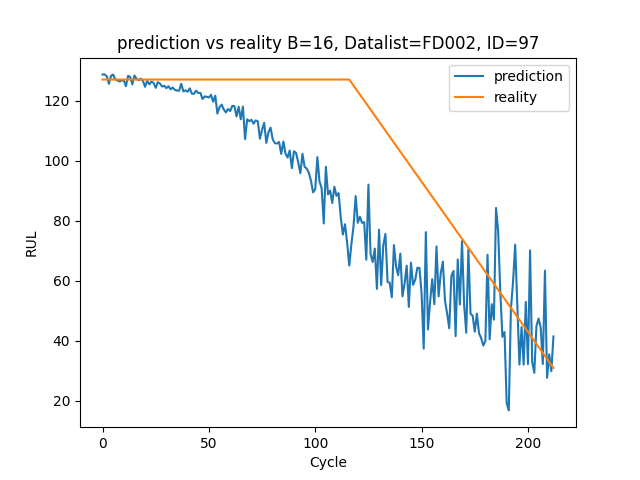 prediction vs reality B=16, Datalist=FD002, ID=97
prediction
reality
RUL
120
100
80
60
40
20
0
50
100
150
200
Cycle